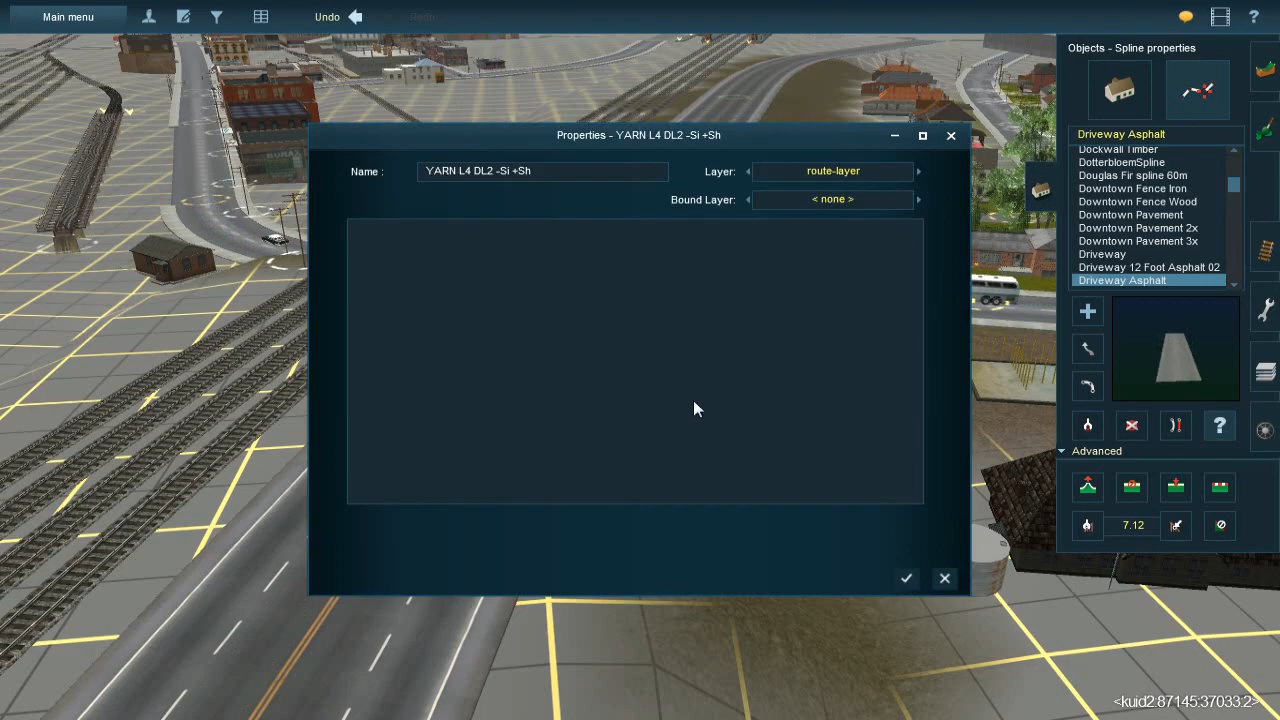 Main menu
Undo
Redo
Objects - Spline properties
Driveway Asphalt
Dockwall Timber
DotterbloemSpline
Douglas Fir spline 60m
Downtown Fence Iron
Downtown Fence Wood
Downtown Pavement
Downtown Pavement 2x
Downtown Pavement 3x
Driveway
Driveway 12 Foot Asphalt 02
Driveway Asphalt
Advanced
7.12
Properties - YARN L4 DL2 -Si +Sh
Name :
YARN L4 DL2 -Si +Sh
Layer:
route-layer
Bound Layer:
< none >
<kuid2:87145:37033:2>